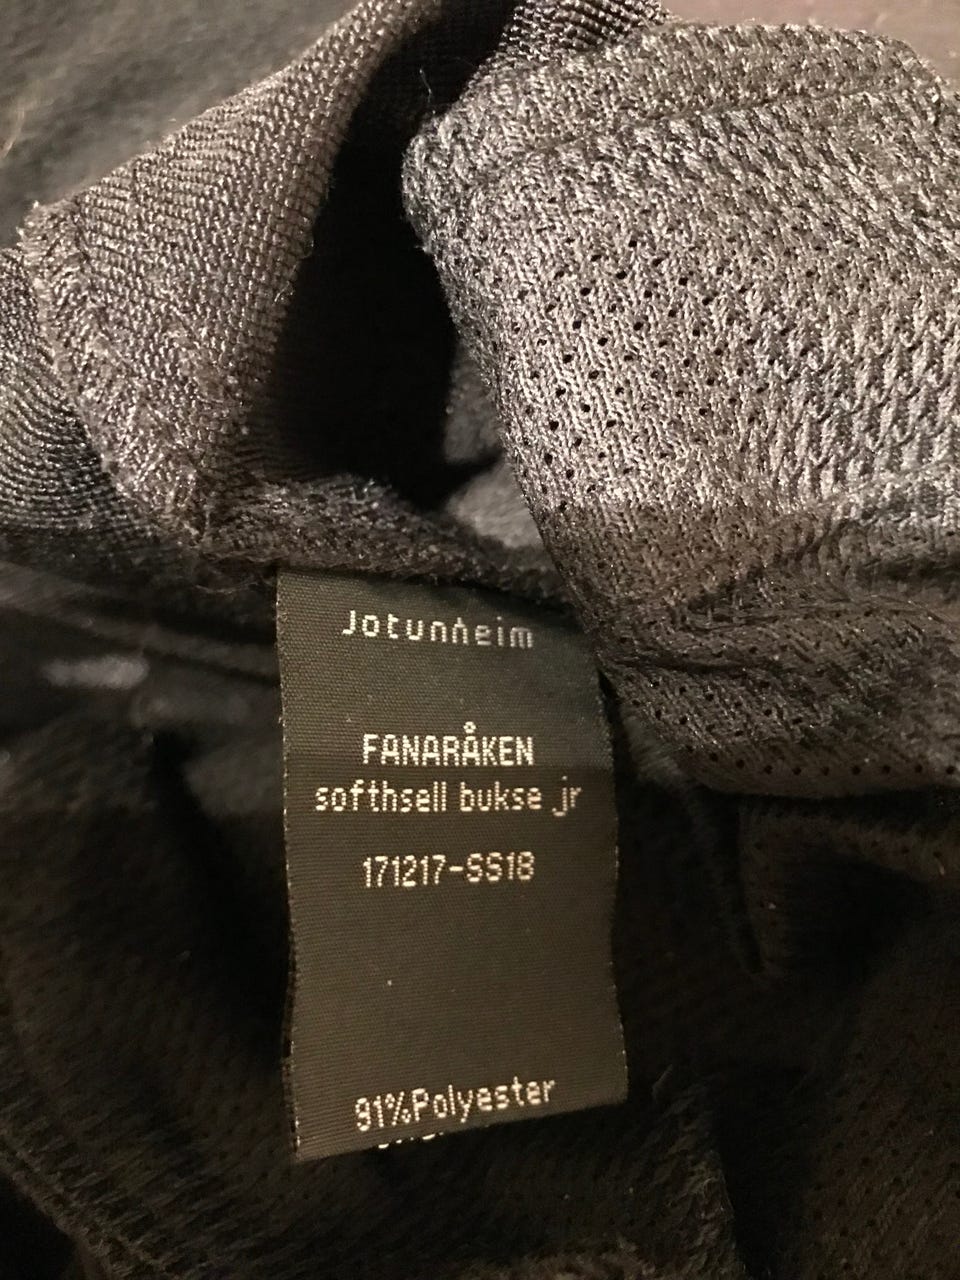 Jotunheim
FANARÅKEN
softhsell bukse jr
171217-SS18
91%Polyester